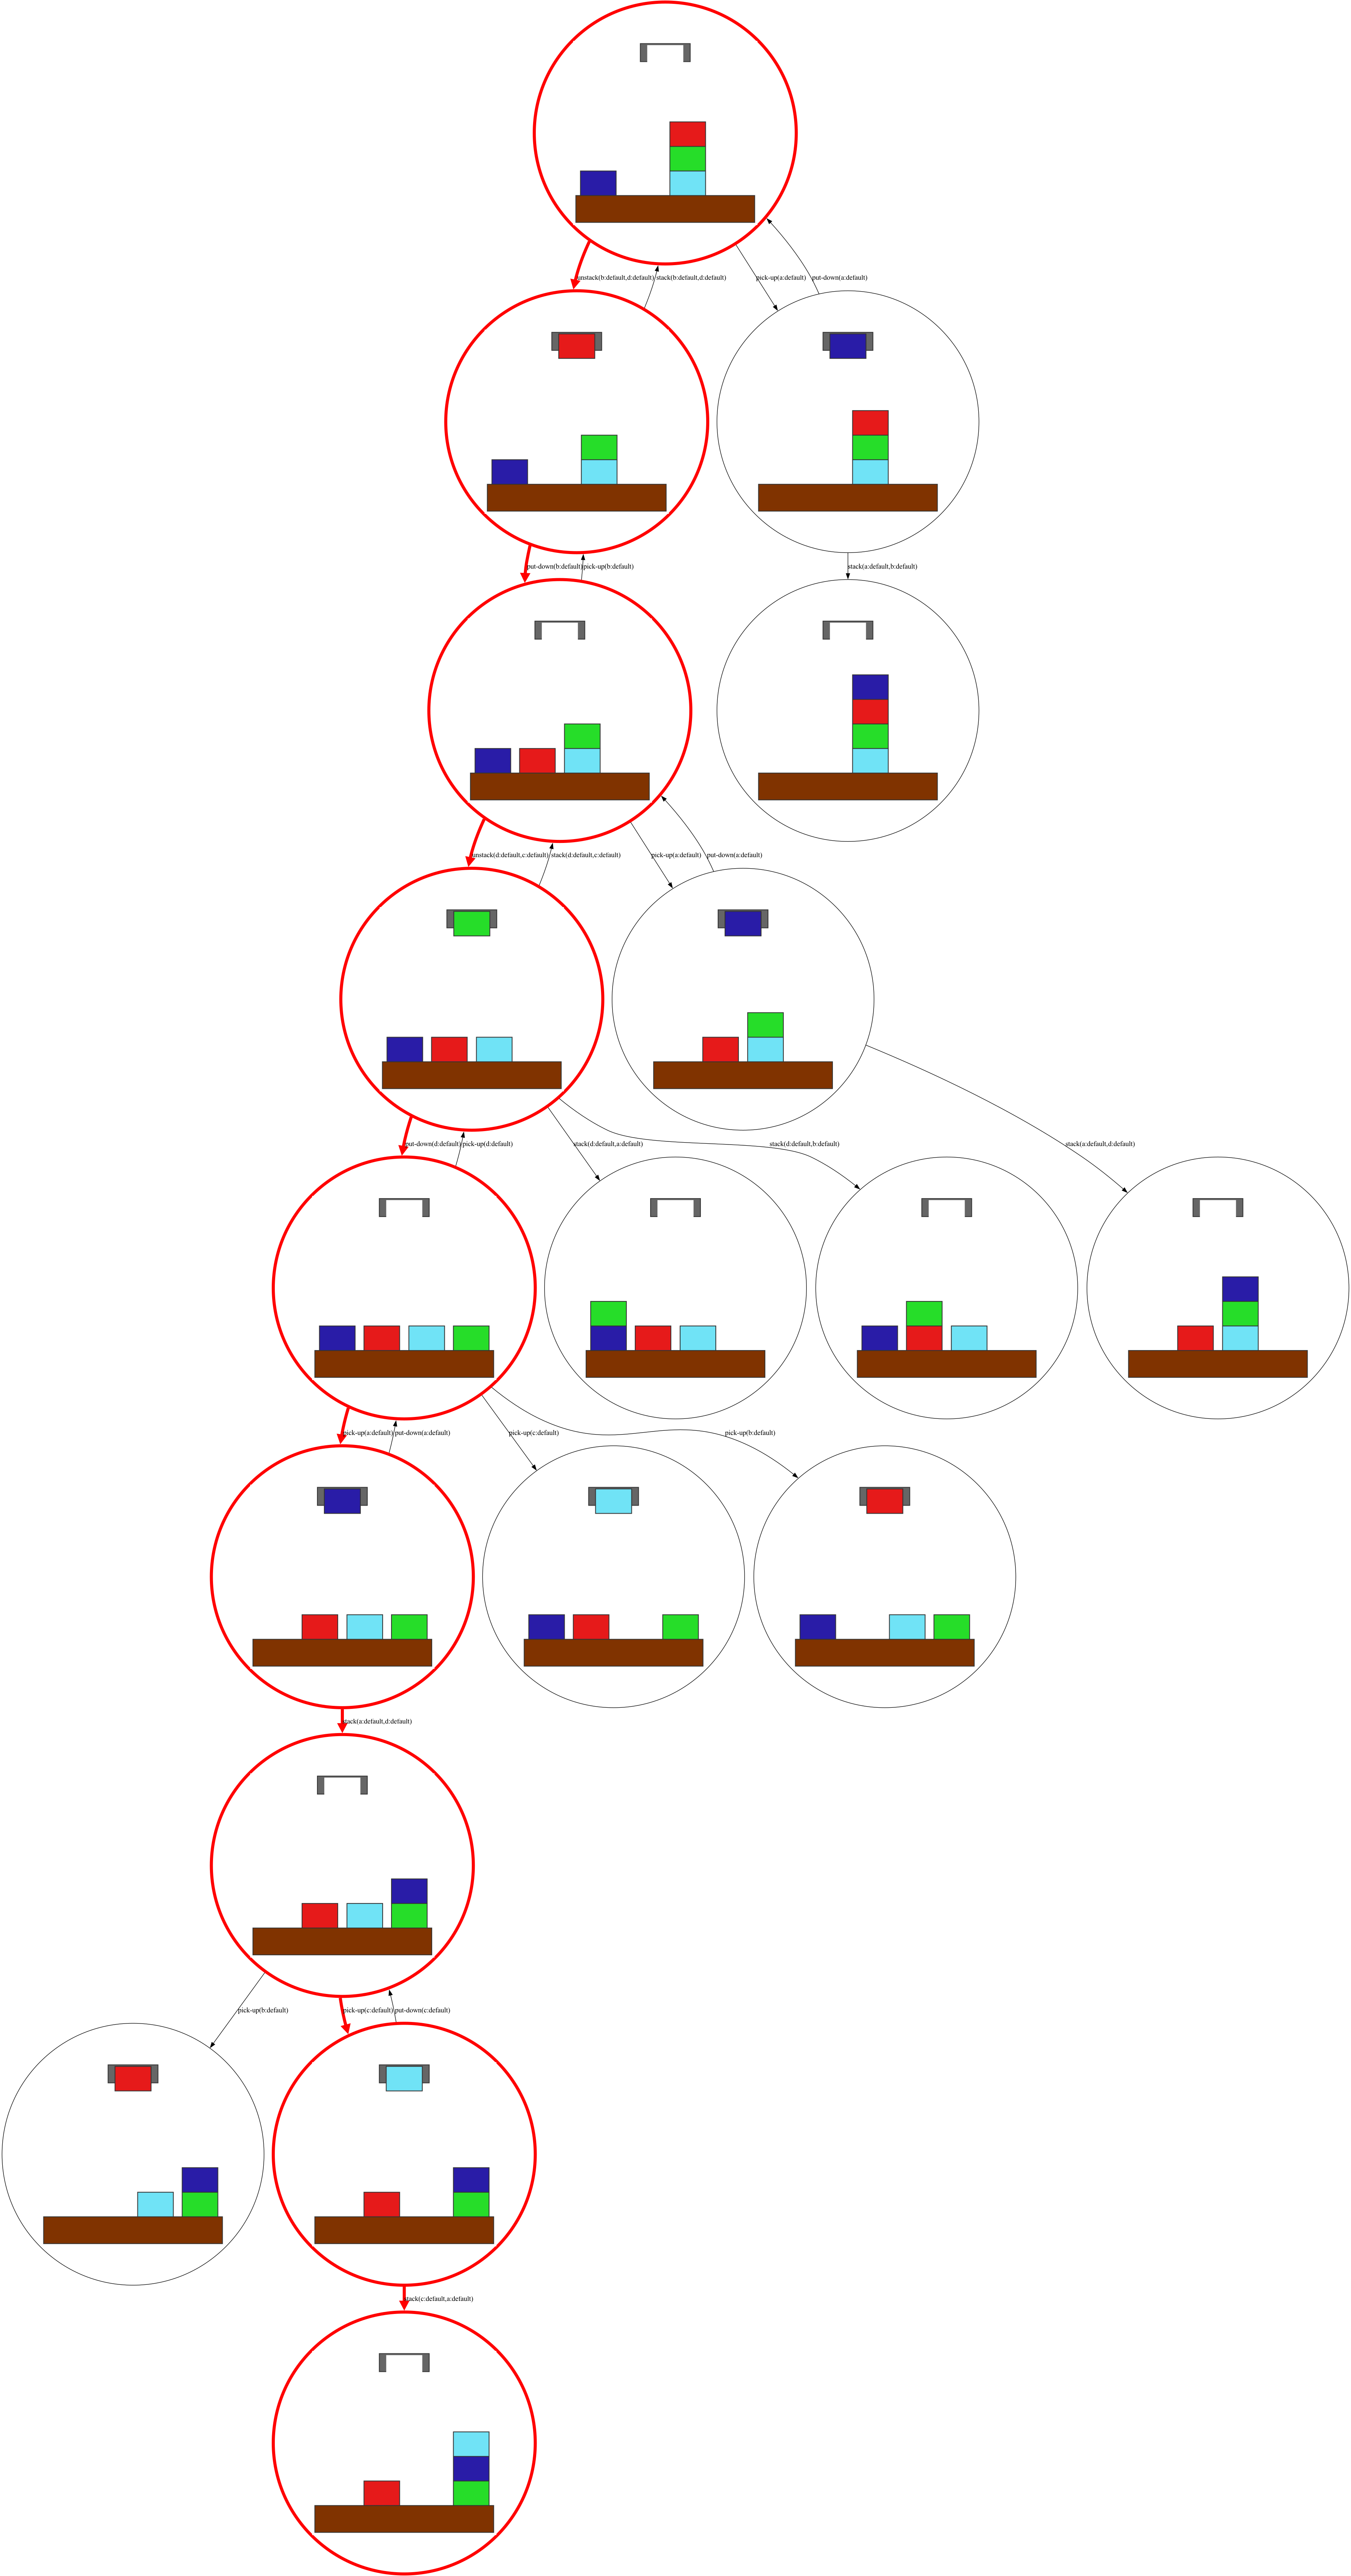 unstack(b:default,d:default)
stack(b:default,d:default)
pick-up(a:default)
put-down(a:default)
put-down(b:default)
pick-up(b:default)
stack(a:default,b:default)
unstack(d:default,c:default)
stack(d:default,c:default)
pick-up(a:default)
put-down(a:default)
put-down(d:default)
pick-up(d:default)
stack(d:default,a:default)
stack(d:default,b:default)
stack(a:default,d:default)
pick-up(a:default)
put-down(a:default)
pick-up(c:default)
pick-up(b:default)
stack(a:default,d:default)
pick-up(b:default)
pick-up(c:default)
put-down(c:default)
stack(c:default,a:default)